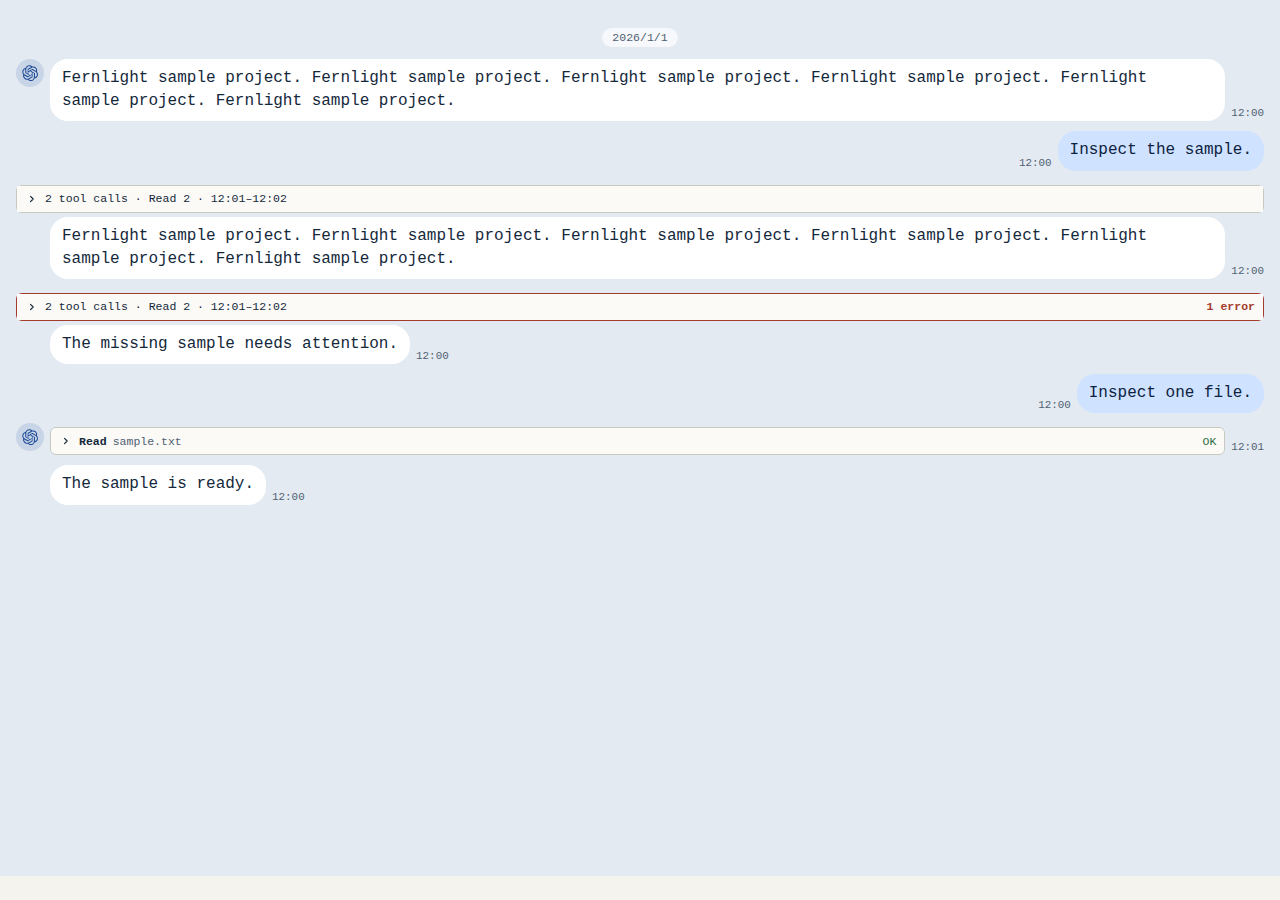 2026/1/1
Fernlight sample project. Fernlight sample project. Fernlight sample project. Fernlight sample project. Fernlight
sample project. Fernlight sample project.
12:00
Inspect the sample.
12:00
2 tool calls · Read 2 · 12:01–12:02
Fernlight sample project. Fernlight sample project. Fernlight sample project. Fernlight sample project. Fernlight
sample project. Fernlight sample project.
12:00
2 tool calls · Read 2 · 12:01–12:02 1 error
The missing sample needs attention.
12:00
Inspect one file.
12:00
Read sample.txt OK
12:01
The sample is ready.
12:00